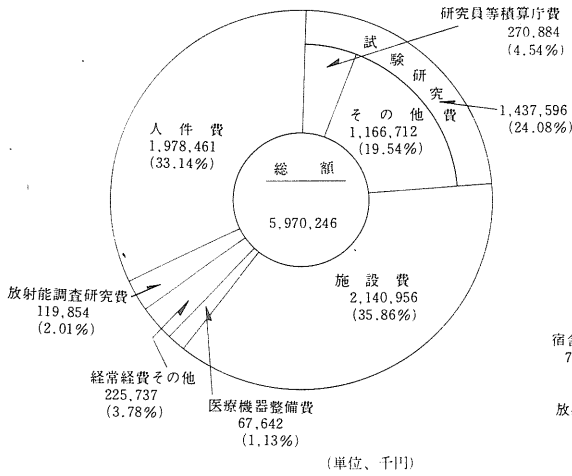 研究員等積算庁費
270,884
(4.54%)
試験研究費
1,437,596
(24.08%)
その他
1,166,712
(19.54%)
人件費
1,978,461
(33.14%)
総額
5,970,246
施設費
2,140,956
(35.86%)
放射能調査研究費
119,854
(2.01%)
経常経費その他
225,737
(3.78%)
医療機器整備費
67,642
(1.13%)
(単位、千円)
宿舎
7
放